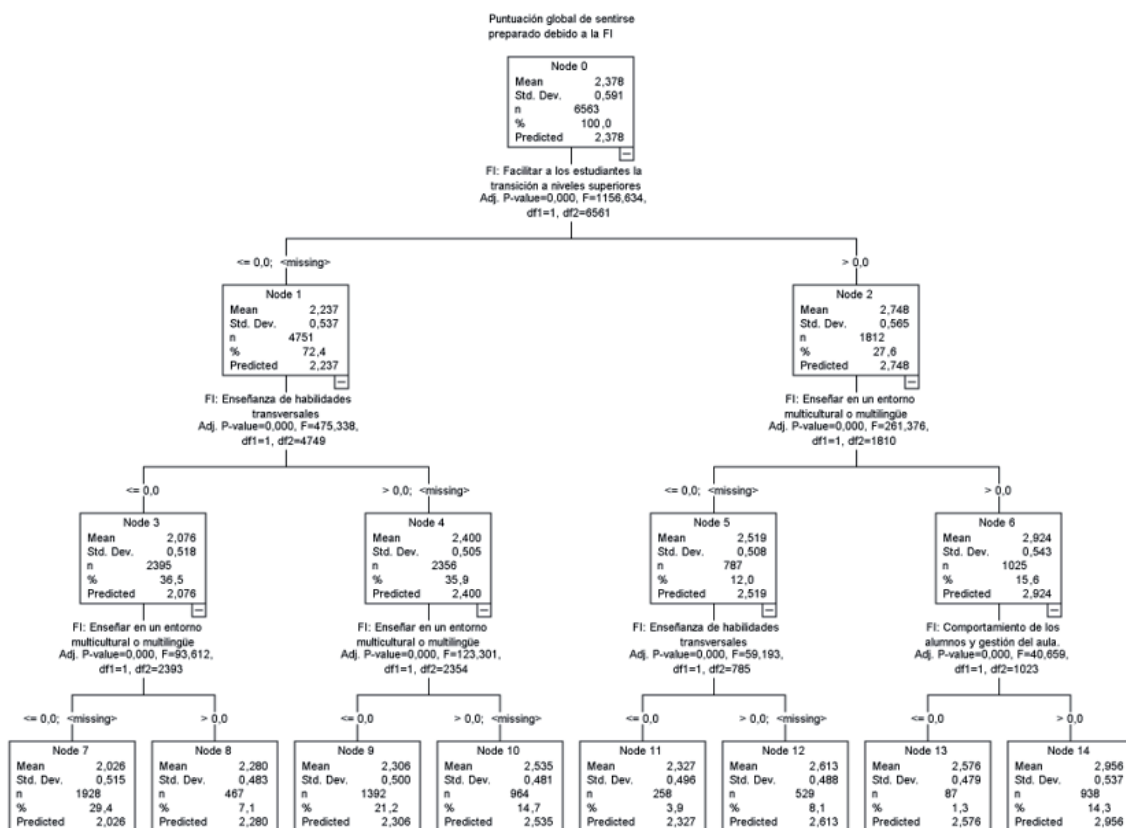 Puntuación global de sentirse
preparado debido a la FI
Node 0
Mean 2,378
Std. Dev. 0,591
n 6563
% 100,0
Predicted 2,378
FI: Facilitar a los estudiantes la
transición a niveles superiores
Adj. P-value=0,000, F=1156,634,
df1=1, df2=6561
<= 0,0; <missing>
> 0,0
Node 1
Mean 2,237
Std. Dev. 0,537
n 4751
% 72,4
Predicted 2,237
Node 2
Mean 2,748
Std. Dev. 0,565
n 1812
% 27,6
Predicted 2,748
FI: Enseñanza de habilidades
transversales
Adj. P-value=0,000, F=475,338,
df1=1, df2=4749
FI: Enseñar en un entorno
multicultural o multilingüe
Adj. P-value=0,000, F=261,376,
df1=1, df2=1810
<= 0,0
> 0,0; <missing>
<= 0,0; <missing>
> 0,0
Node 3
Mean 2,076
Std. Dev. 0,518
n 2395
% 36,5
Predicted 2,076
Node 4
Mean 2,400
Std. Dev. 0,505
n 2356
% 35,9
Predicted 2,400
Node 5
Mean 2,519
Std. Dev. 0,508
n 787
% 12,0
Predicted 2,519
Node 6
Mean 2,924
Std. Dev. 0,543
n 1025
% 15,6
Predicted 2,924
FI: Enseñar en un entorno
multicultural o multilingüe
Adj. P-value=0,000, F=93,612,
df1=1, df2=2393
FI: Enseñar en un entorno
multicultural o multilingüe
Adj. P-value=0,000, F=123,301,
df1=1, df2=2354
FI: Enseñanza de habilidades
transversales
Adj. P-value=0,000, F=59,193,
df1=1, df2=785
FI: Comportamiento de los
alumnos y gestión del aula.
Adj. P-value=0,000, F=40,659,
df1=1, df2=1023
<= 0,0; <missing>
> 0,0
<= 0,0
> 0,0; <missing>
<= 0,0
> 0,0; <missing>
<= 0,0
> 0,0
Node 7
Mean 2,026
Std. Dev. 0,515
n 1928
% 29,4
Predicted 2,026
Node 8
Mean 2,280
Std. Dev. 0,483
n 467
% 7,1
Predicted 2,280
Node 9
Mean 2,306
Std. Dev. 0,500
n 1392
% 21,2
Predicted 2,306
Node 10
Mean 2,535
Std. Dev. 0,481
n 964
% 14,7
Predicted 2,535
Node 11
Mean 2,327
Std. Dev. 0,496
n 258
% 3,9
Predicted 2,327
Node 12
Mean 2,613
Std. Dev. 0,488
n 529
% 8,1
Predicted 2,613
Node 13
Mean 2,576
Std. Dev. 0,479
n 87
% 1,3
Predicted 2,576
Node 14
Mean 2,956
Std. Dev. 0,537
n 938
% 14,3
Predicted 2,956